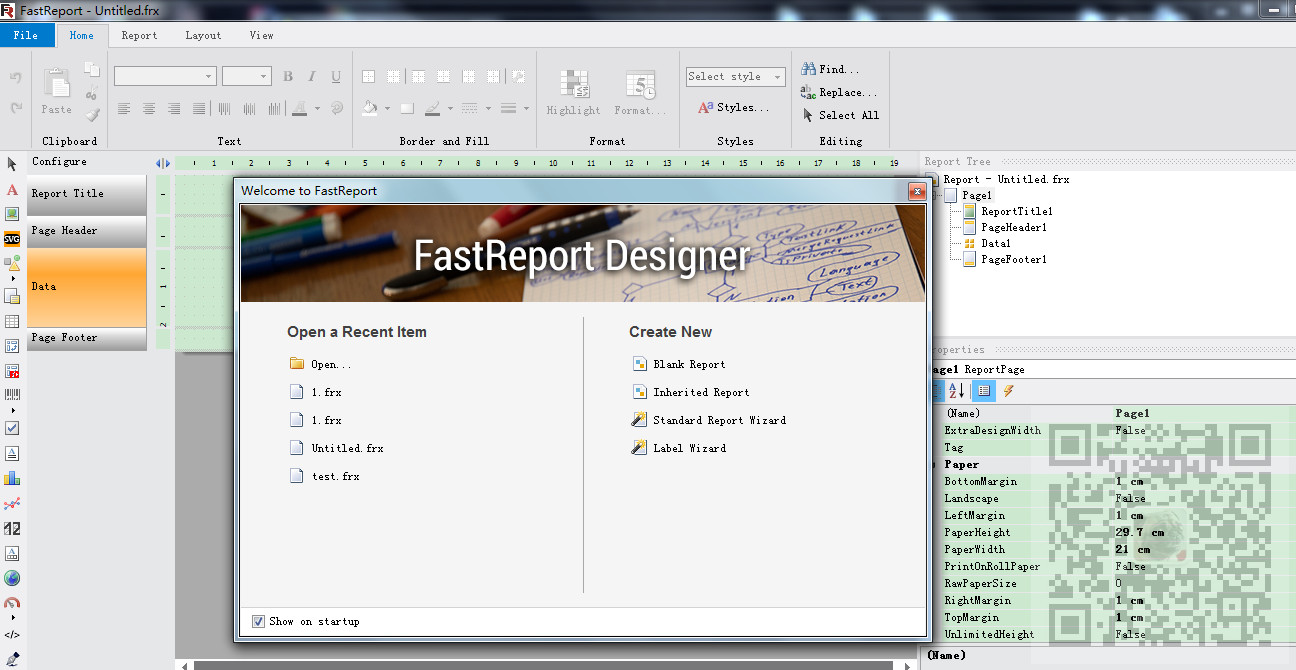 FastReport - Untitled.frx
File Home Report Layout View
Paste
Clipboard
B I U
Text
Border and Fill
Highlight Format...
Format
Select style
Styles...
Styles
Find...
Replace...
Select All
Editing
Configure
Report Title
Page Header
Data
Page Footer
1 2 3 4 5 6 7 8 9 10 11 12 13 14 15 16 17 18 19
1
2
SVG
12
Welcome to FastReport
FastReport Designer
Language
Text
Open a Recent Item
Open...
1.frx
1.frx
Untitled.frx
test.frx
Create New
Blank Report
Inherited Report
Standard Report Wizard
Label Wizard
Show on startup
Report Tree
Report - Untitled.frx
Page1
ReportTitle1
PageHeader1
Data1
PageFooter1
roperties
age1 ReportPage
(Name) Page1
ExtraDesignWidth False
Tag
Paper
BottomMargin 1 cm
Landscape False
LeftMargin 1 cm
PaperHeight 29.7 cm
PaperWidth 21 cm
PrintOnRollPaper False
RawPaperSize 0
RightMargin 1 cm
TopMargin 1 cm
UnlimitedHeight False
(Name)